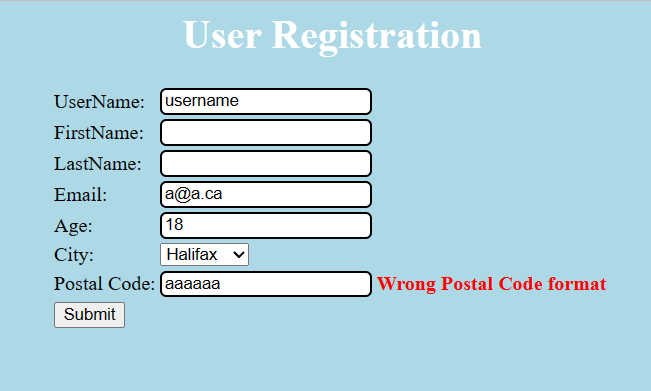 User Registration
UserName: username
FirstName:
LastName:
Email: a@a.ca
Age: 18
City: Halifax
Postal Code: aaaaaa Wrong Postal Code format
Submit